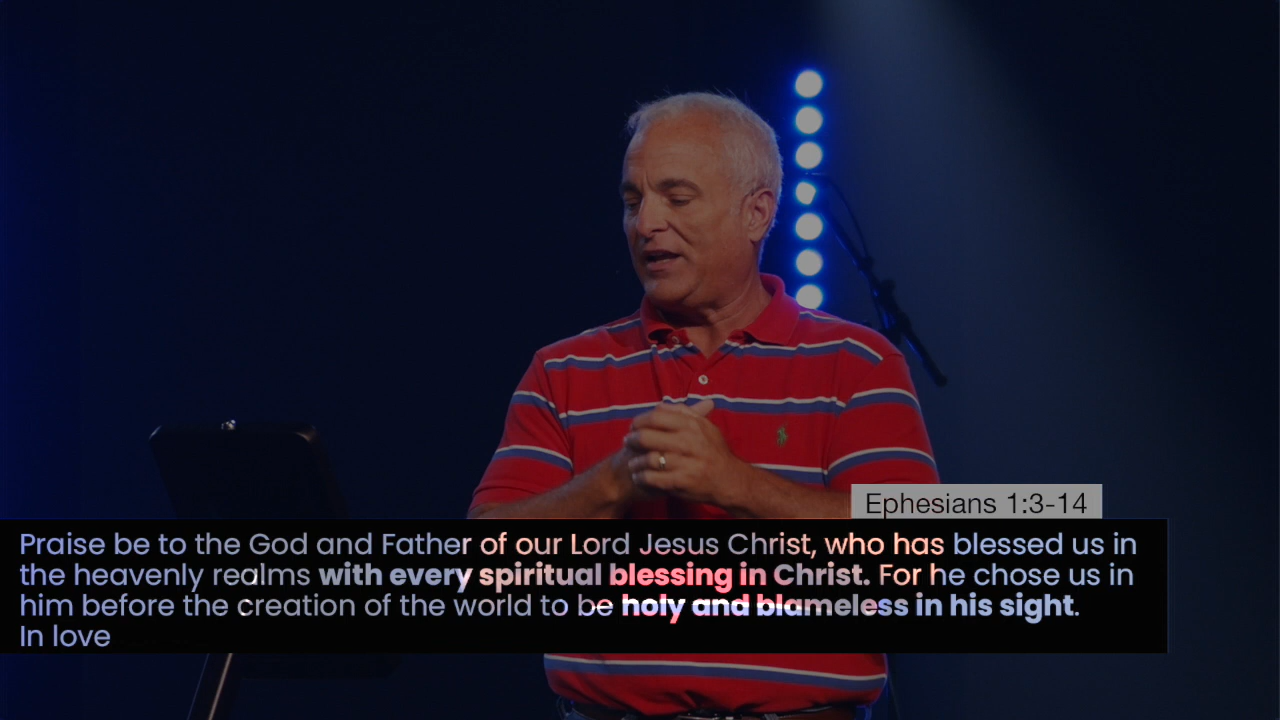 Ephesians 1:3-14
Praise be to the God and Father of our Lord Jesus Christ, who has blessed us in
the heavenly realms with every spiritual blessing in Christ. For he chose us in
him before the creation of the world to be holy and blameless in his sight.
In love